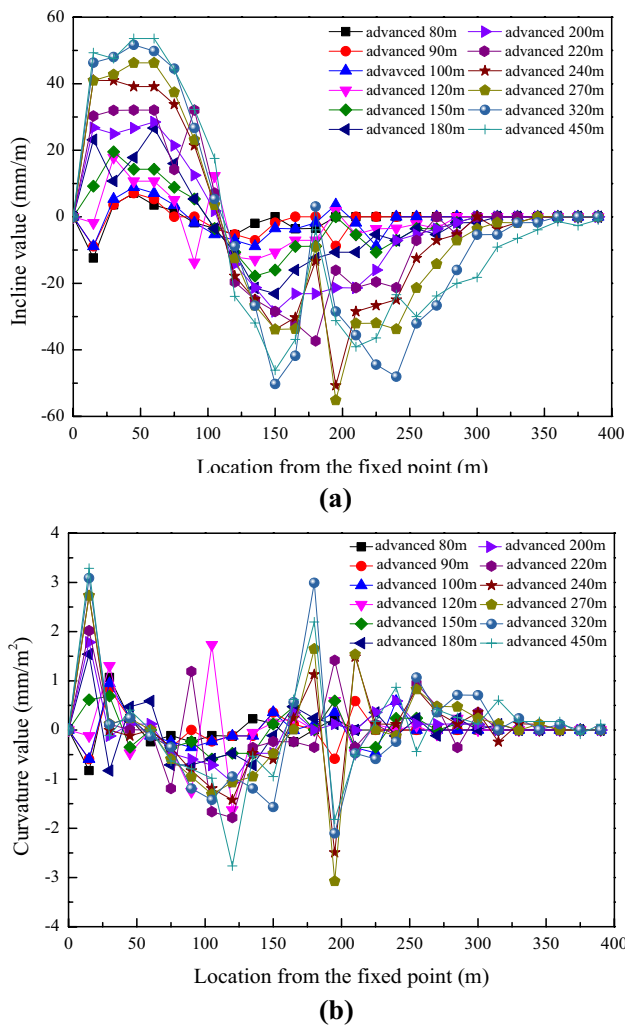 60
40
20
0
-20
-40
-60
Incline value (mm/m)
advanced 80m
advanced 90m
advavced 100m
advanced 120m
advanced 150m
advanced 180m
advanced 200m
advanced 220m
advanced 240m
advanced 270m
advanced 320m
advanced 450m
0 50 100 150 200 250 300 350 400
Location from the fixed point (m)
(a)
4
3
2
1
0
-1
-2
-3
-4
Curvature value (mm/m²)
advanced 80m
advanced 90m
advanced 100m
advanced 120m
advanced 150m
advanced 180m
advanced 200m
advanced 220m
advanced 240m
advanced 270m
advanced 320m
advanced 450m
0 50 100 150 200 250 300 350 400
Location from the fixed point (m)
(b)